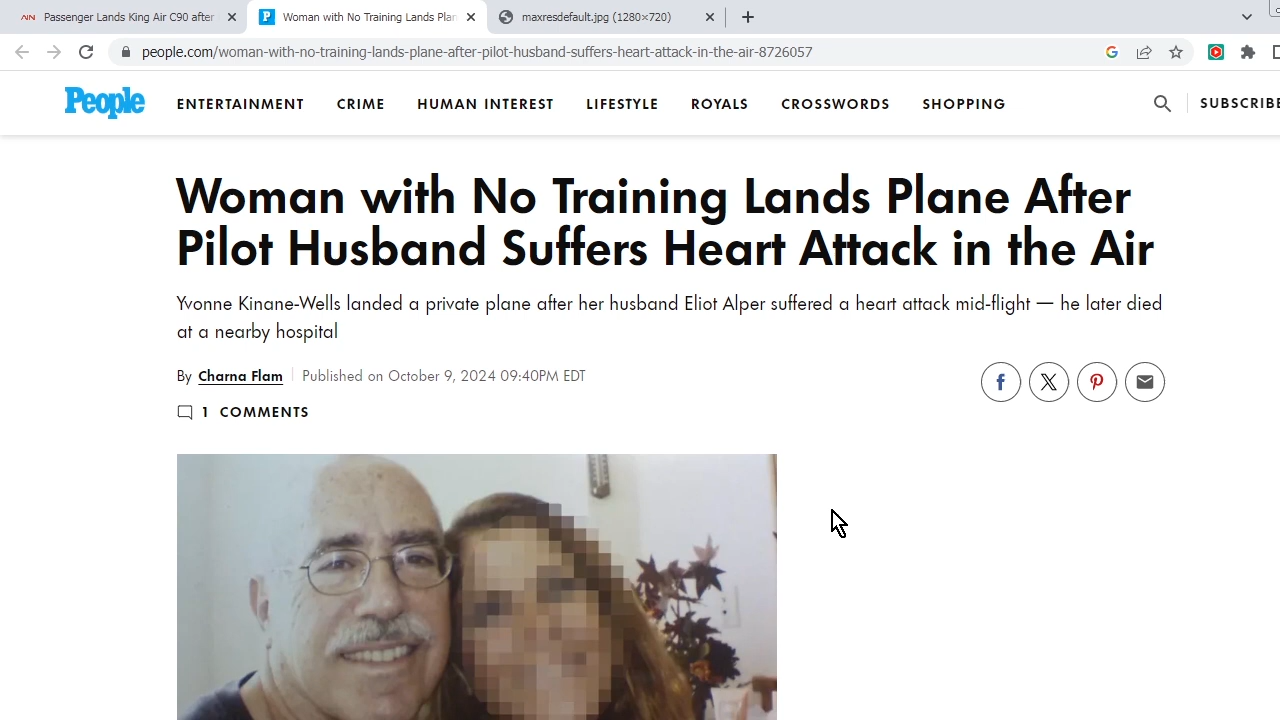 Passenger Lands King Air C90 after
Woman with No Training Lands Plan
maxresdefault.jpg (1280×720)
people.com/woman-with-no-training-lands-plane-after-pilot-husband-suffers-heart-attack-in-the-air-8726057
People
ENTERTAINMENT CRIME HUMAN INTEREST LIFESTYLE ROYALS CROSSWORDS SHOPPING SUBSCRIBE
Woman with No Training Lands Plane After
Pilot Husband Suffers Heart Attack in the Air
Yvonne Kinane-Wells landed a private plane after her husband Eliot Alper suffered a heart attack mid-flight — he later died
at a nearby hospital
By Charna Flam Published on October 9, 2024 09:40PM EDT
1 COMMENTS